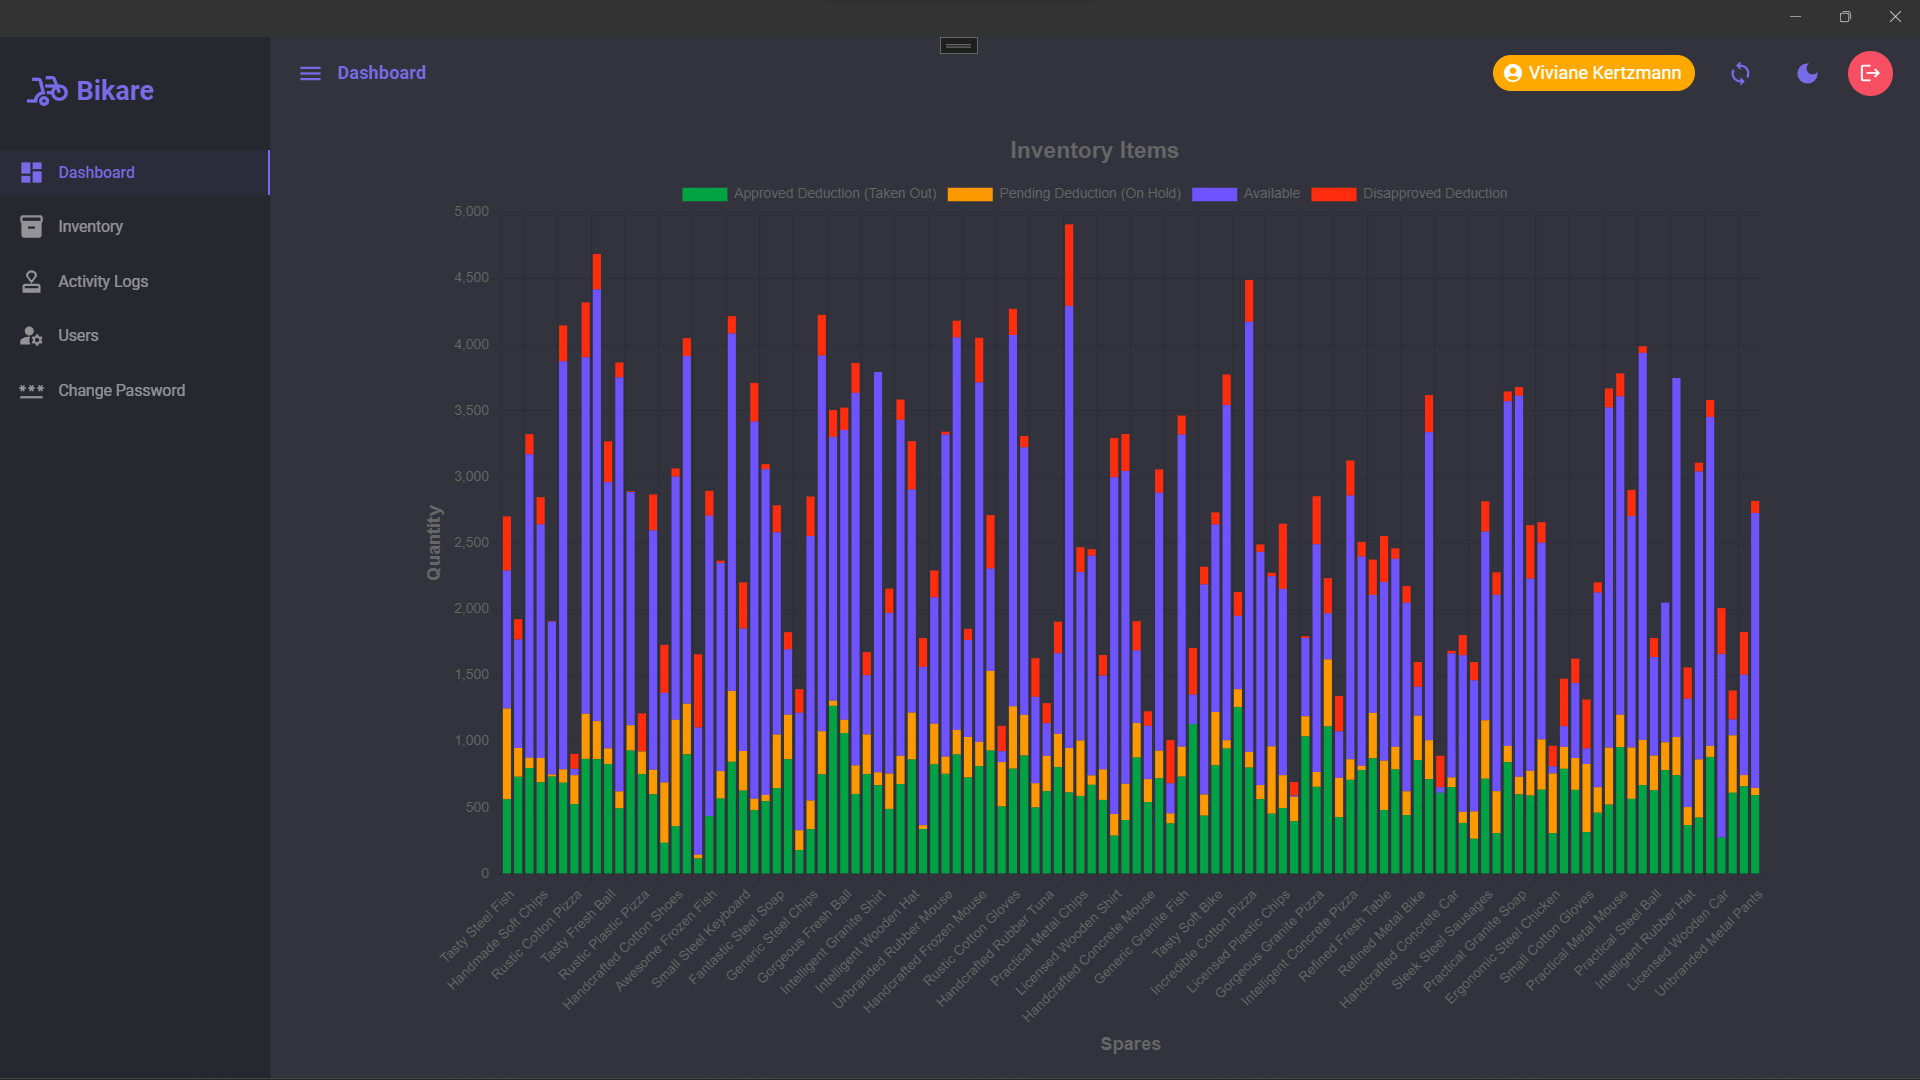 Bikare
Dashboard
Inventory
Activity Logs
Users
*** Change Password
Dashboard
Viviane Kertzmann
Inventory Items
Approved Deduction (Taken Out) Pending Deduction (On Hold) Available Disapproved Deduction
5,000
4,500
4,000
3,500
3,000
2,500
2,000
1,500
1,000
500
0
Quantity
Tasty Steel Fish
Handmade Soft Chips
Rustic Cotton Pizza
Tasty Fresh Ball
Rustic Plastic Pizza
Handcrafted Cotton Shoes
Awesome Frozen Fish
Small Steel Keyboard
Fantastic Steel Soap
Generic Steel Chips
Gorgeous Fresh Ball
Intelligent Granite Shirt
Intelligent Wooden Hat
Unbranded Rubber Mouse
Handcrafted Frozen Mouse
Rustic Cotton Gloves
Handcrafted Rubber Tuna
Practical Metal Chips
Licensed Wooden Shirt
Handcrafted Concrete Mouse
Generic Granite Fish
Tasty Soft Bike
Incredible Cotton Pizza
Licensed Plastic Chips
Gorgeous Granite Pizza
Intelligent Concrete Pizza
Refined Fresh Table
Refined Metal Bike
Handcrafted Concrete Car
Sleek Steel Sausages
Practical Granite Soap
Ergonomic Steel Chicken
Small Cotton Gloves
Practical Metal Mouse
Practical Steel Ball
Intelligent Rubber Hat
Licensed Wooden Car
Unbranded Metal Pants
Spares